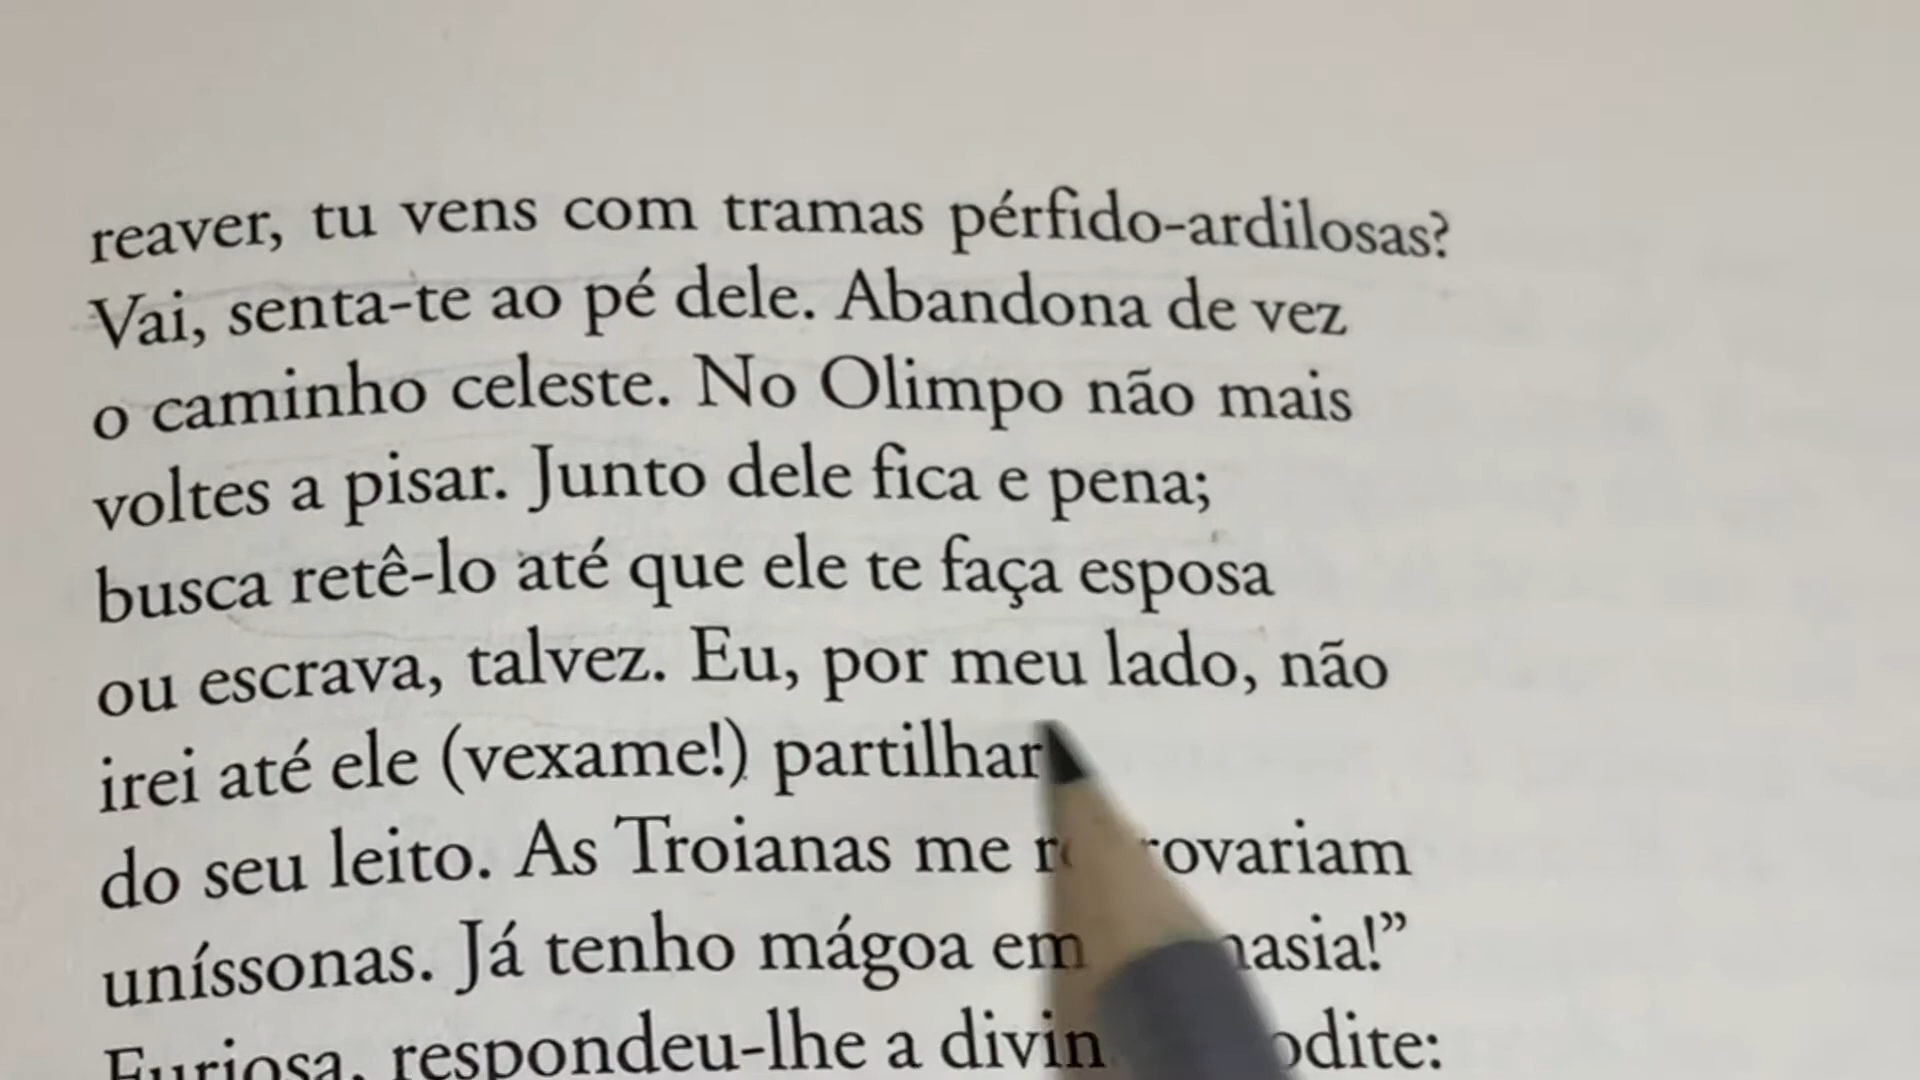 reaver, tu vens com tramas pérfido-ardilosas?
Vai, senta-te ao pé dele. Abandona de vez
o caminho celeste. No Olimpo não mais
voltes a pisar. Junto dele fica e pena;
busca retê-lo até que ele te faça esposa
ou escrava, talvez. Eu, por meu lado, não
irei até ele (vexame!) partilhar
do seu leito. As Troianas me
uníssonas. Já tenho mágoa em
Furiosa, respondeu-lhe a